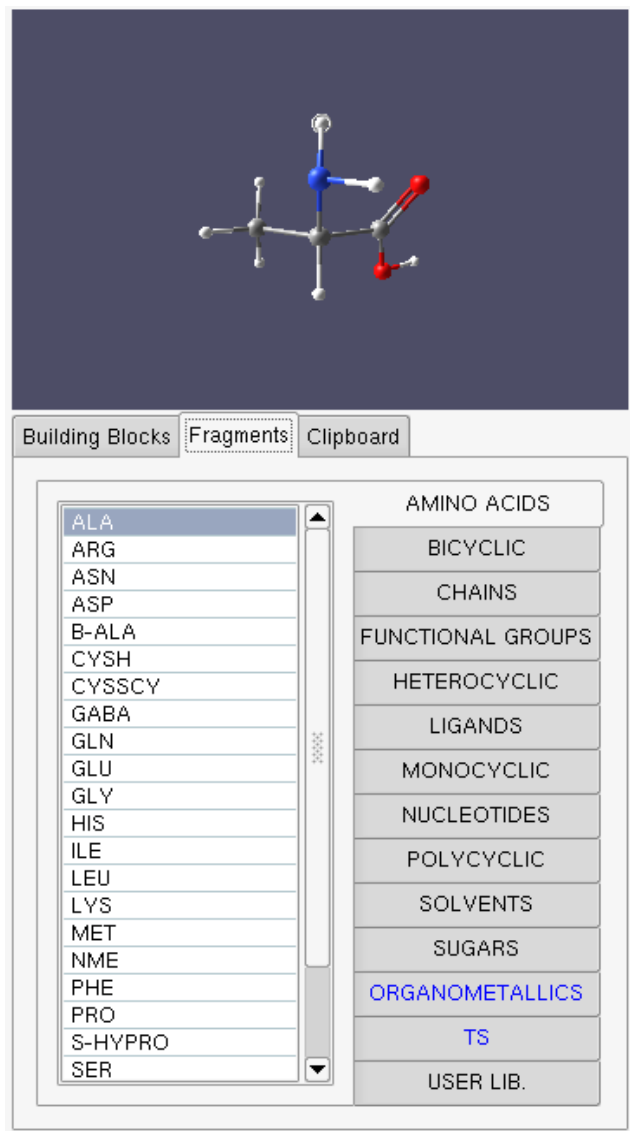 Building Blocks Fragments Clipboard
ALA
ARG
ASN
ASP
B-ALA
CYSH
CYSSCY
GABA
GLN
GLU
GLY
HIS
ILE
LEU
LYS
MET
NME
PHE
PRO
S-HYPRO
SER
AMINO ACIDS
BICYCLIC
CHAINS
FUNCTIONAL GROUPS
HETEROCYCLIC
LIGANDS
MONOCYCLIC
NUCLEOTIDES
POLYCYCLIC
SOLVENTS
SUGARS
ORGANOMETALLICS
TS
USER LIB.